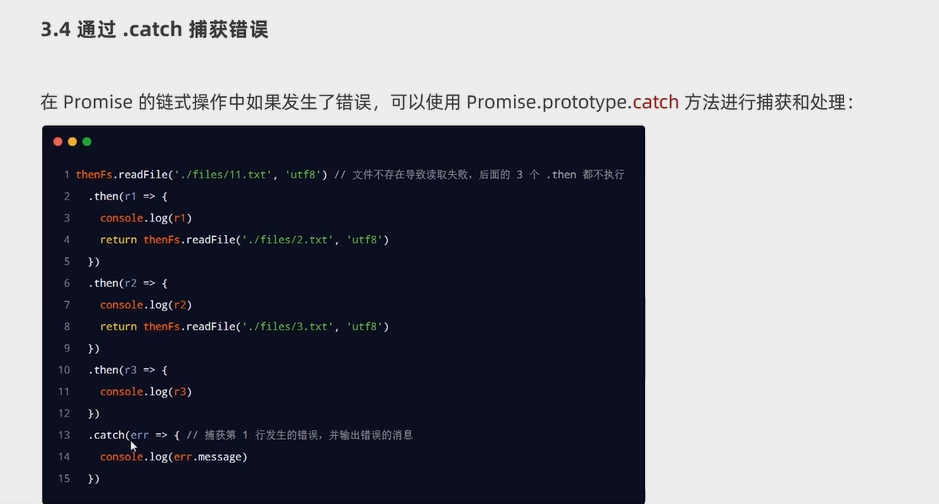 3.4 通过 .catch 捕获错误
在 Promise 的链式操作中如果发生了错误，可以使用 Promise.prototype.catch 方法进行捕获和处理：
1 thenFs.readFile('./files/11.txt', 'utf8') // 文件不存在导致读取失败，后面的 3 个 .then 都不执行
2 .then(r1 => {
3 console.log(r1)
4 return thenFs.readFile('./files/2.txt', 'utf8')
5 })
6 .then(r2 => {
7 console.log(r2)
8 return thenFs.readFile('./files/3.txt', 'utf8')
9 })
10 .then(r3 => {
11 console.log(r3)
12 })
13 .catch(err => { // 捕获第 1 行发生的错误，并输出错误的消息
14 console.log(err.message)
15 })